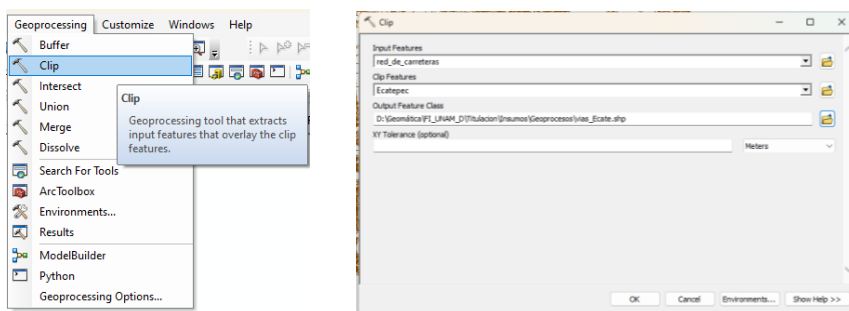 Geoprocessing Customize Windows Help
Buffer
Clip
Intersect
Union
Merge
Dissolve
Search For Tools
ArcToolbox
Environments...
Results
ModelBuilder
Python
Geoprocessing Options...
Clip
Geoprocessing tool that extracts
input features that overlay the clip
features.
Clip
Input Features
red_de_carreteras
Clip Features
Ecatepec
Output Feature Class
D:\Geomática\FI_UNAM_D\Titulacion\Insumos\Geoprocesos\vias_Ecate.shp
XY Tolerance (optional)
Meters
OK Cancel Environments... Show Help >>